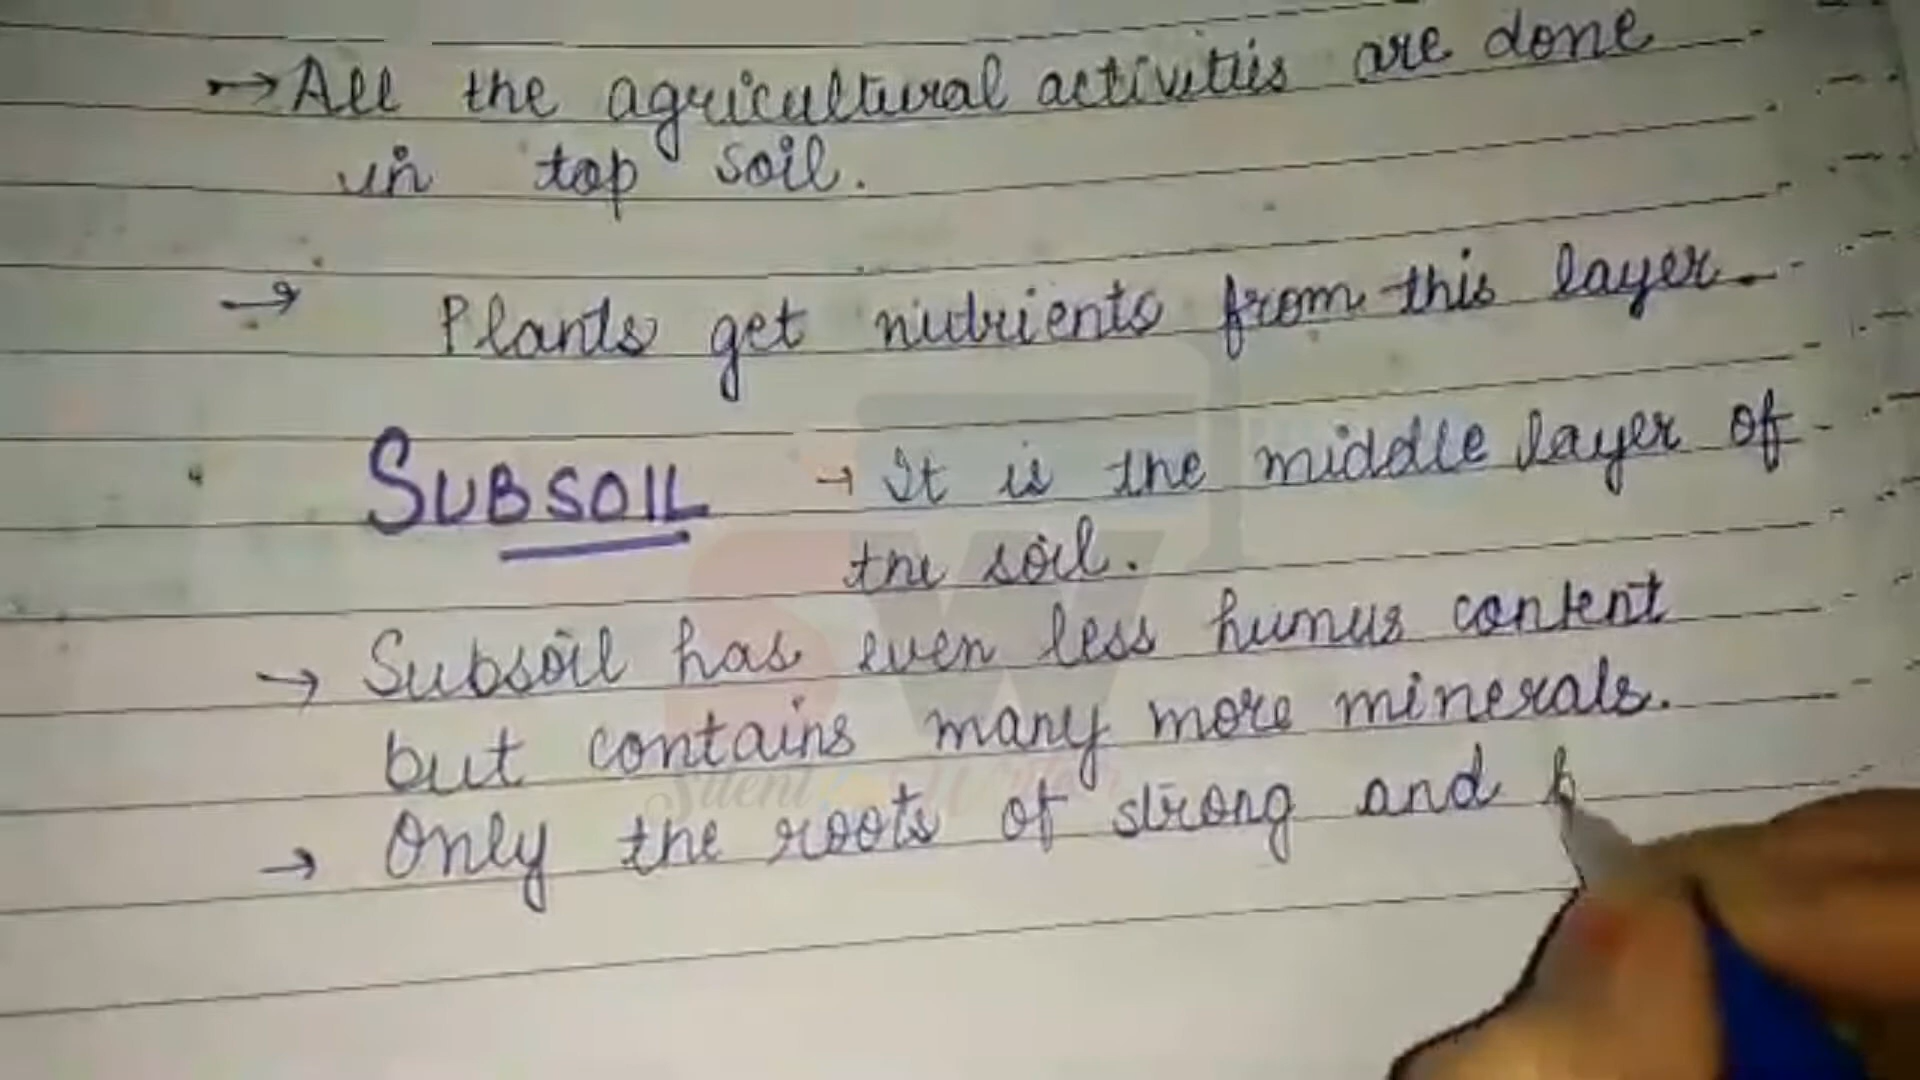 → All the agricultural activities are done
in top soil.
→ Plants get nutrients from this layer.
SUBSOIL → It is the middle layer of
the soil.
→ Subsoil has even less humus content
but contains many more minerals.
→ Only the roots of strong and